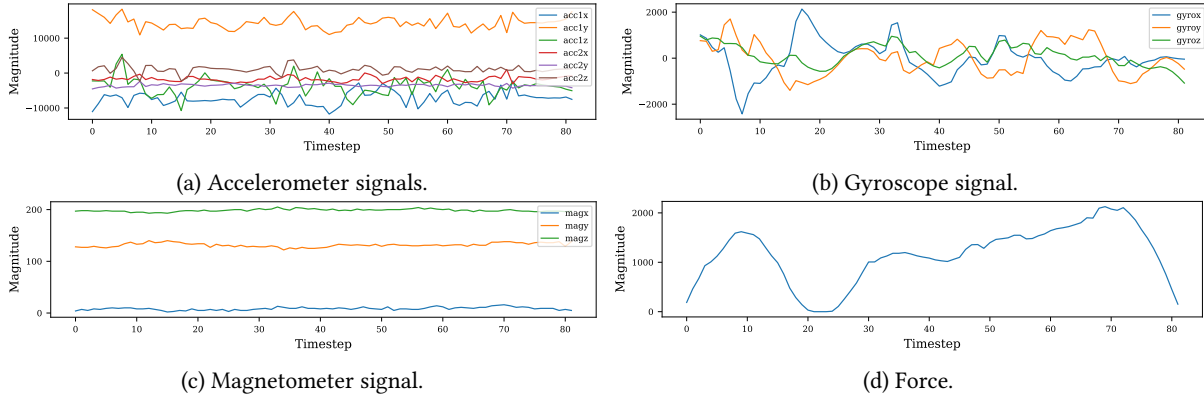 10000
0
−10000
Magnitude
0 10 20 30 40 50 60 70 80
Timestep
acc1x
acc1y
acc1z
acc2x
acc2y
acc2z
(a) Accelerometer signals.
2000
0
−2000
Magnitude
0 10 20 30 40 50 60 70 80
Timestep
gyrox
gyroy
gyroz
(b) Gyroscope signal.
200
100
0
Magnitude
0 10 20 30 40 50 60 70 80
Timestep
magx
magy
magz
(c) Magnetometer signal.
2000
1000
0
Magnitude
0 10 20 30 40 50 60 70 80
Timestep
(d) Force.